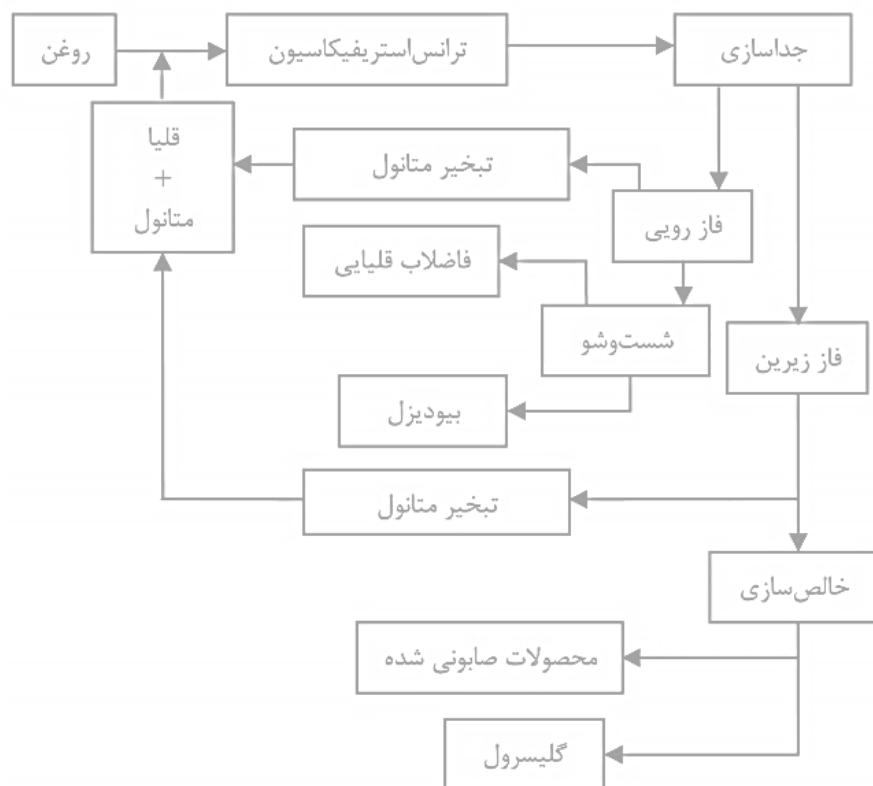 روغن
ترانس‌استریفیکاسیون
جداسازی
قلیا
+
متانول
تبخیر متانول
فاز رویی
فاضلاب قلیایی
شست‌وشو
فاز زیرین
بیودیزل
تبخیر متانول
خالص‌سازی
محصولات صابونی شده
گلیسرول